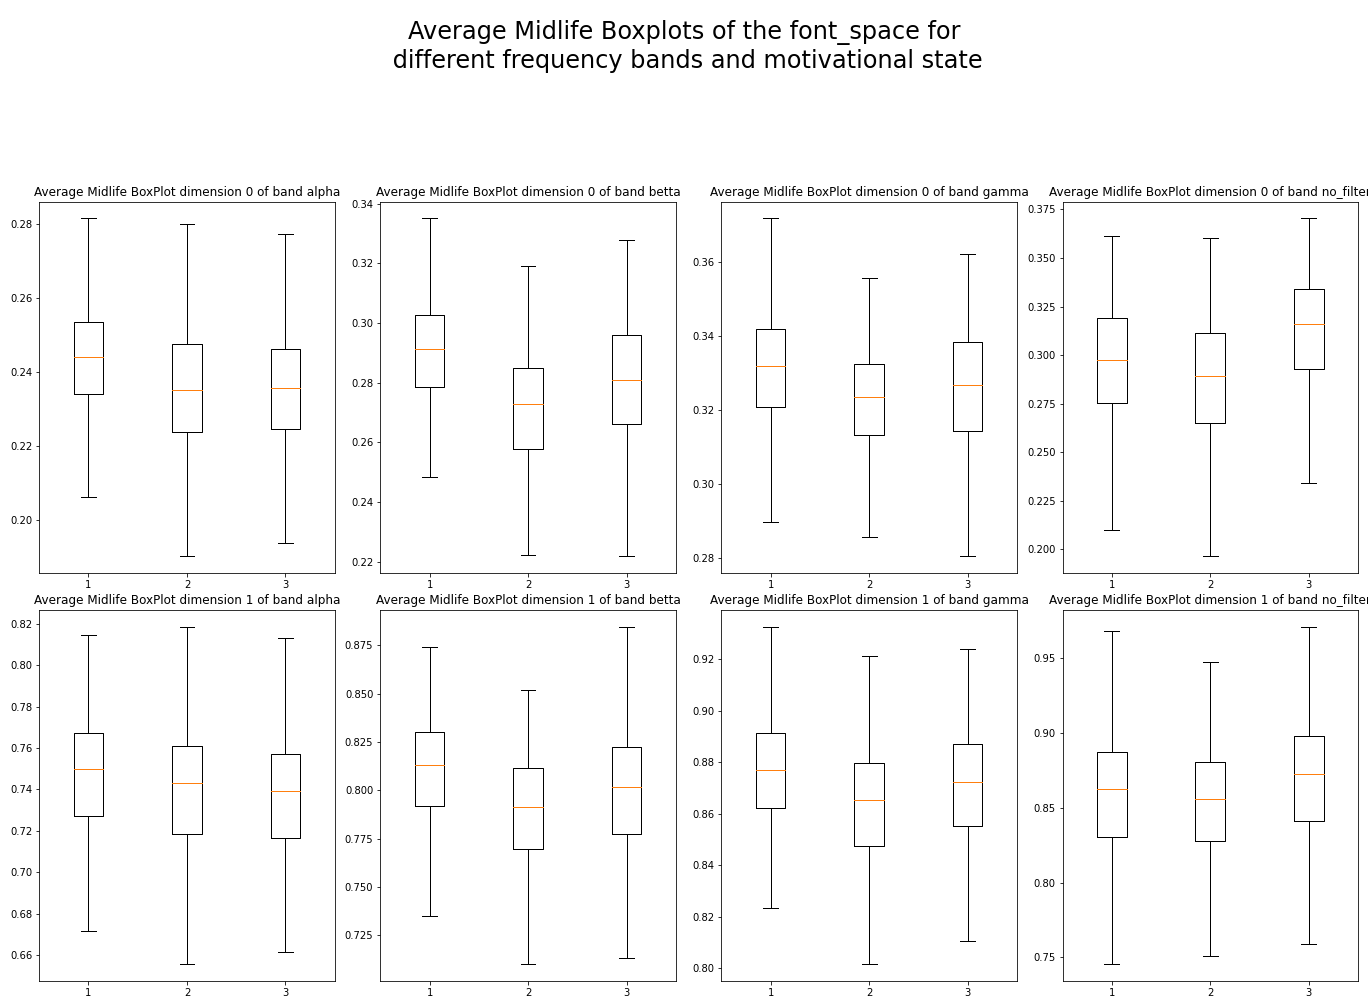 Average Midlife Boxplots of the font_space for
different frequency bands and motivational state
Average Midlife BoxPlot dimension 0 of band alpha
0.28
0.26
0.24
0.22
0.20
1 2 3
Average Midlife BoxPlot dimension 0 of band betta
0.34
0.32
0.30
0.28
0.26
0.24
0.22
1 2 3
Average Midlife BoxPlot dimension 0 of band gamma
0.36
0.34
0.32
0.30
0.28
1 2 3
Average Midlife BoxPlot dimension 0 of band no_filter
0.375
0.350
0.325
0.300
0.275
0.250
0.225
0.200
1 2 3
Average Midlife BoxPlot dimension 1 of band alpha
0.82
0.80
0.78
0.76
0.74
0.72
0.70
0.68
0.66
1 2 3
Average Midlife BoxPlot dimension 1 of band betta
0.875
0.850
0.825
0.800
0.775
0.750
0.725
1 2 3
Average Midlife BoxPlot dimension 1 of band gamma
0.92
0.90
0.88
0.86
0.84
0.82
0.80
1 2 3
Average Midlife BoxPlot dimension 1 of band no_filter
0.95
0.90
0.85
0.80
0.75
1 2 3